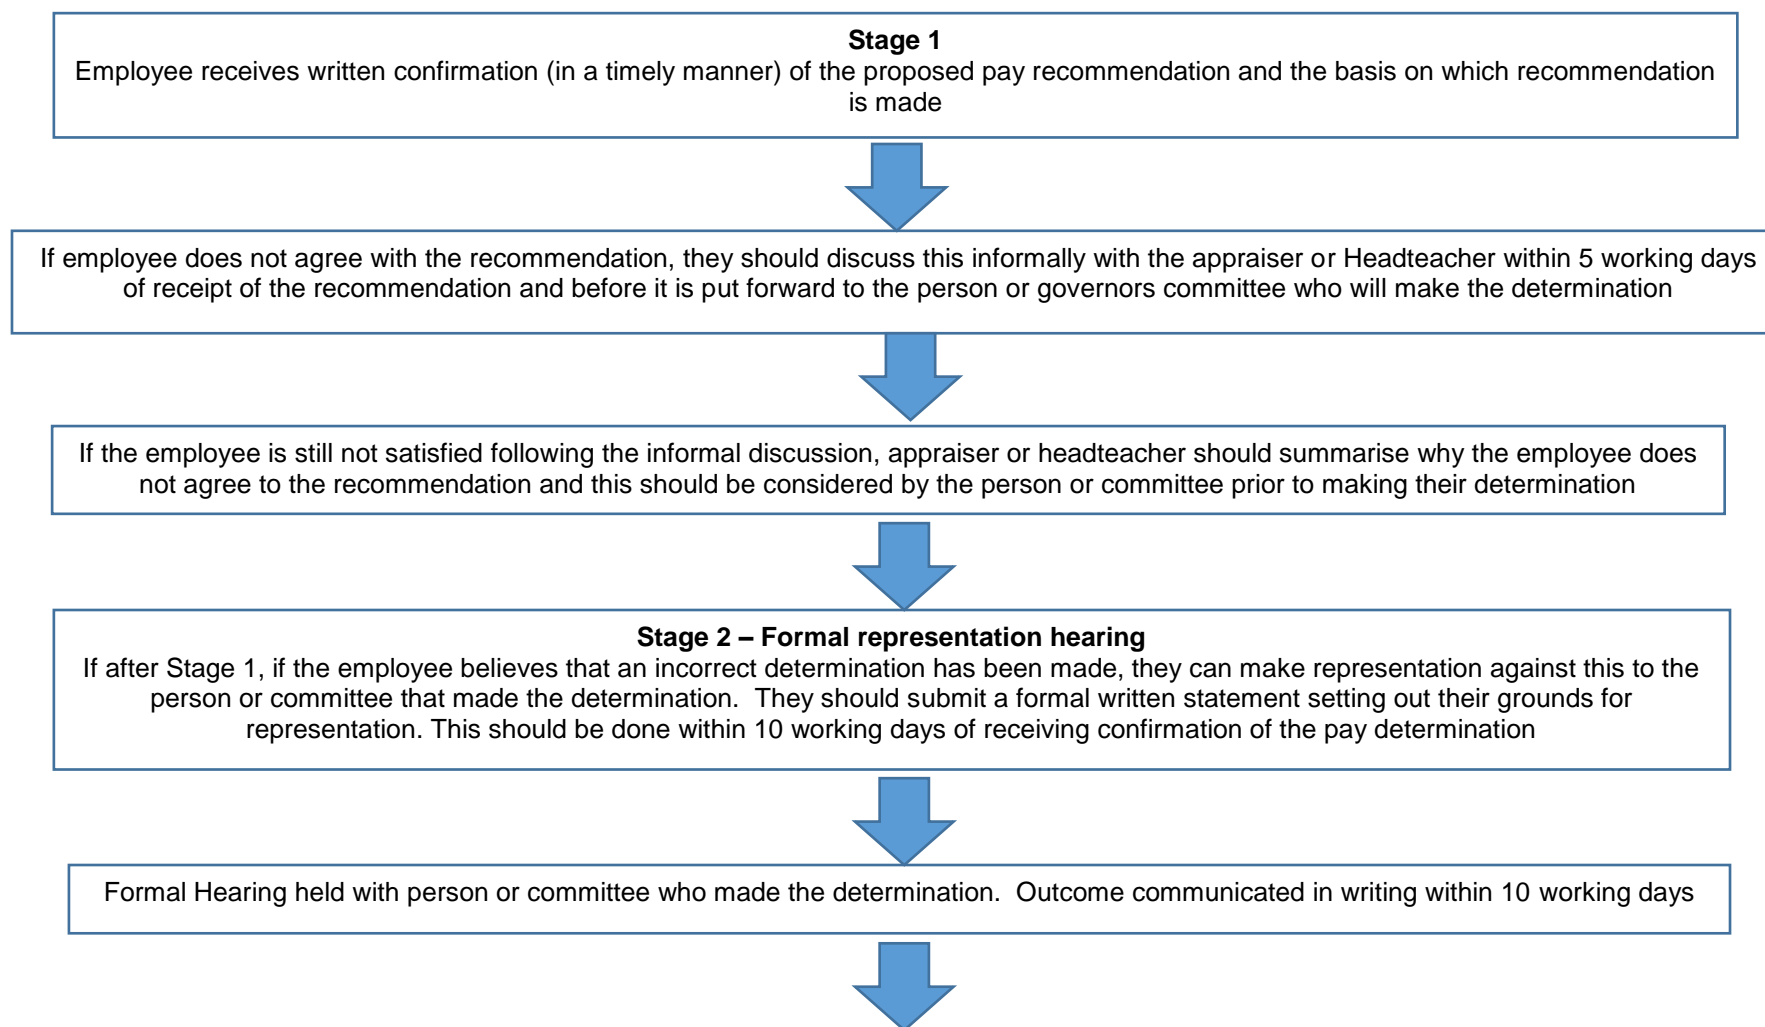 Stage 1
Employee receives written confirmation (in a timely manner) of the proposed pay recommendation and the basis on which recommendation
is made
If employee does not agree with the recommendation, they should discuss this informally with the appraiser or Headteacher within 5 working days
of receipt of the recommendation and before it is put forward to the person or governors committee who will make the determination
If the employee is still not satisfied following the informal discussion, appraiser or headteacher should summarise why the employee does
not agree to the recommendation and this should be considered by the person or committee prior to making their determination
Stage 2 – Formal representation hearing
If after Stage 1, if the employee believes that an incorrect determination has been made, they can make representation against this to the
person or committee that made the determination.  They should submit a formal written statement setting out their grounds for
representation. This should be done within 10 working days of receiving confirmation of the pay determination
Formal Hearing held with person or committee who made the determination.  Outcome communicated in writing within 10 working days